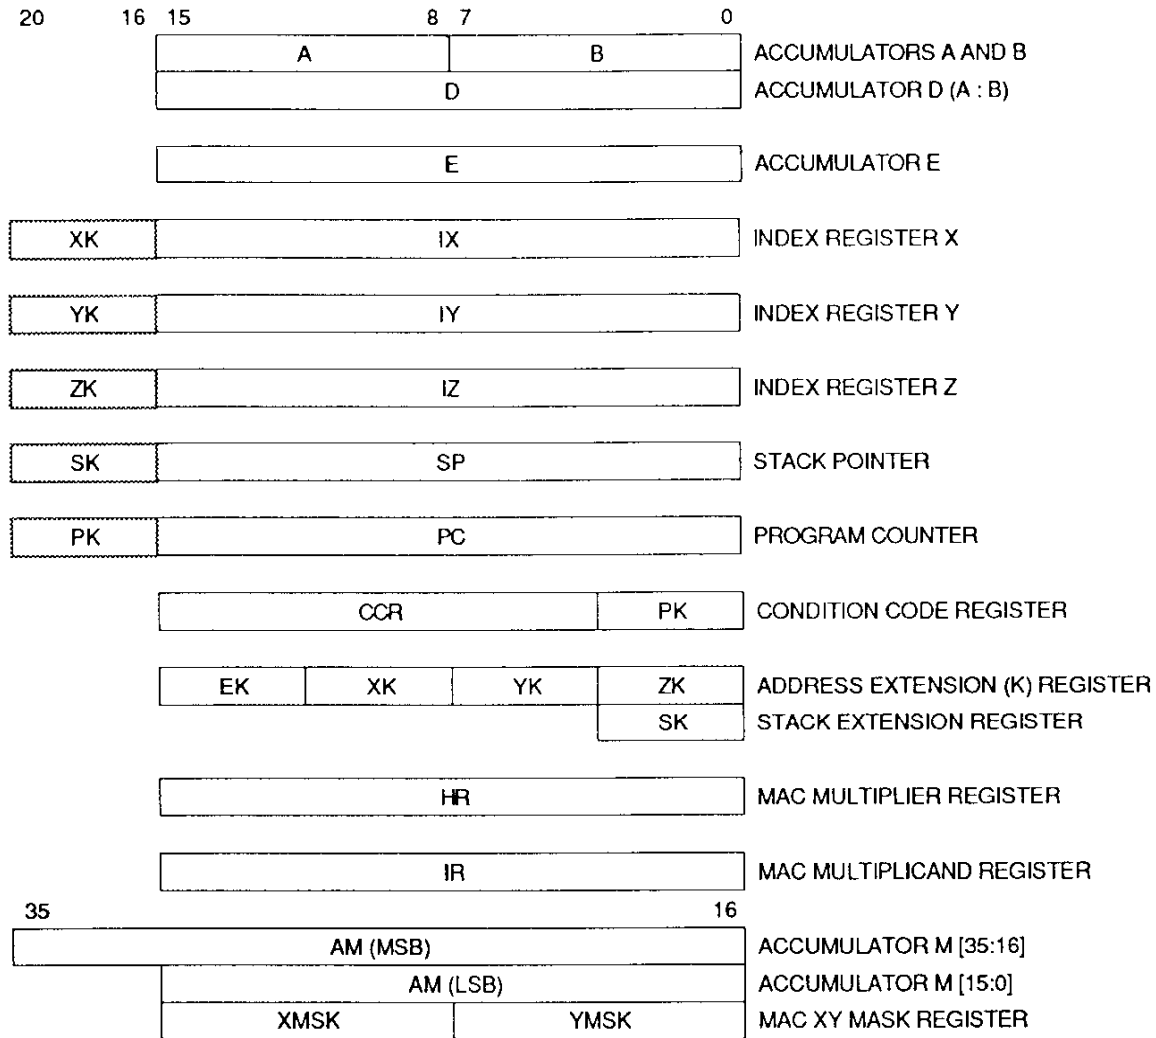 20 16 15 8 7 0
A B ACCUMULATORS A AND B
D ACCUMULATOR D (A : B)
E ACCUMULATOR E
XK IX INDEX REGISTER X
YK IY INDEX REGISTER Y
ZK IZ INDEX REGISTER Z
SK SP STACK POINTER
PK PC PROGRAM COUNTER
CCR PK CONDITION CODE REGISTER
EK XK YK ZK ADDRESS EXTENSION (K) REGISTER
SK STACK EXTENSION REGISTER
HR MAC MULTIPLIER REGISTER
IR MAC MULTIPLICAND REGISTER
35 16
AM (MSB) ACCUMULATOR M [35:16]
AM (LSB) ACCUMULATOR M [15:0]
XMSK YMSK MAC XY MASK REGISTER